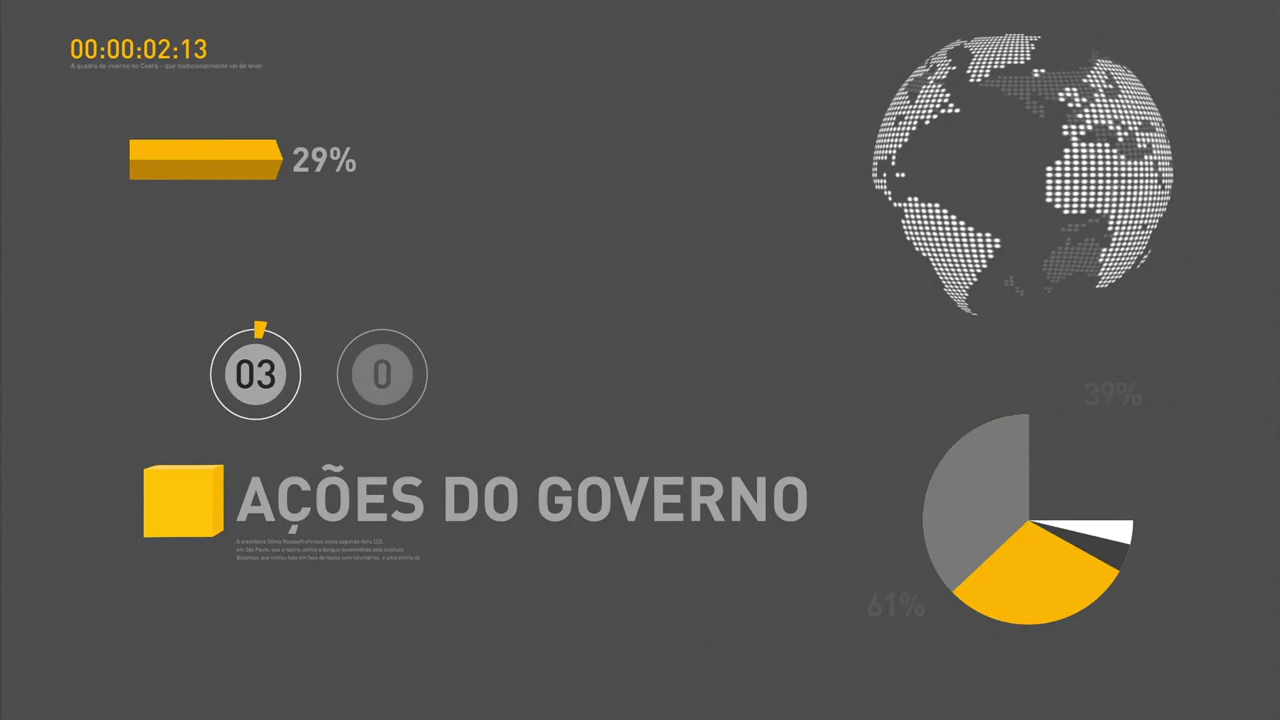 00:00:02:13
A quadra de inverno no Ceará – que tradicionalmente vai de fever
29%
03
0
39%
AÇÕES DO GOVERNO
A presidenta Dilma Rousseff afirmou nesta segunda-feira (22),
em São Paulo, que a vacina contra a dengue desenvolvida pelo Instituto
Butantan, que entrou hoje em fase de testes com voluntários, é uma vitória do
61%